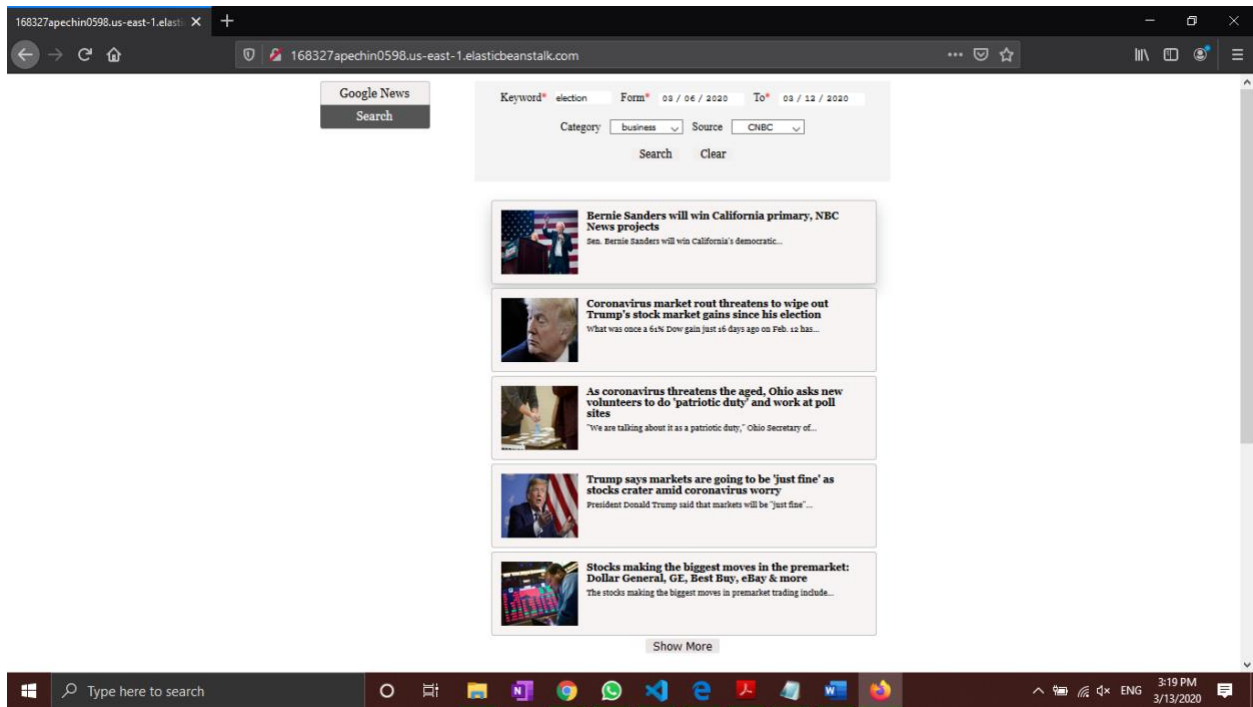 168327apechin0598.us-east-1.elasti
168327apechin0598.us-east-1.elasticbeanstalk.com
Google News
Search
Keyword* election Form* 03 / 06 / 2020 To* 03 / 12 / 2020
Category business Source CNBC
Search Clear
Bernie Sanders will win California primary, NBC
News projects
Sen. Bernie Sanders will win California's democratic...
Coronavirus market rout threatens to wipe out
Trump's stock market gains since his election
What was once a 61% Dow gain just 16 days ago on Feb. 12 has...
As coronavirus threatens the aged, Ohio asks new
volunteers to do 'patriotic duty' and work at poll
sites
"We are talking about it as a patriotic duty," Ohio Secretary of...
Trump says markets are going to be 'just fine' as
stocks crater amid coronavirus worry
President Donald Trump said that markets will be "just fine"...
Stocks making the biggest moves in the premarket:
Dollar General, GE, Best Buy, eBay & more
The stocks making the biggest moves in premarket trading include...
Show More
Type here to search
ENG
3:19 PM
3/13/2020